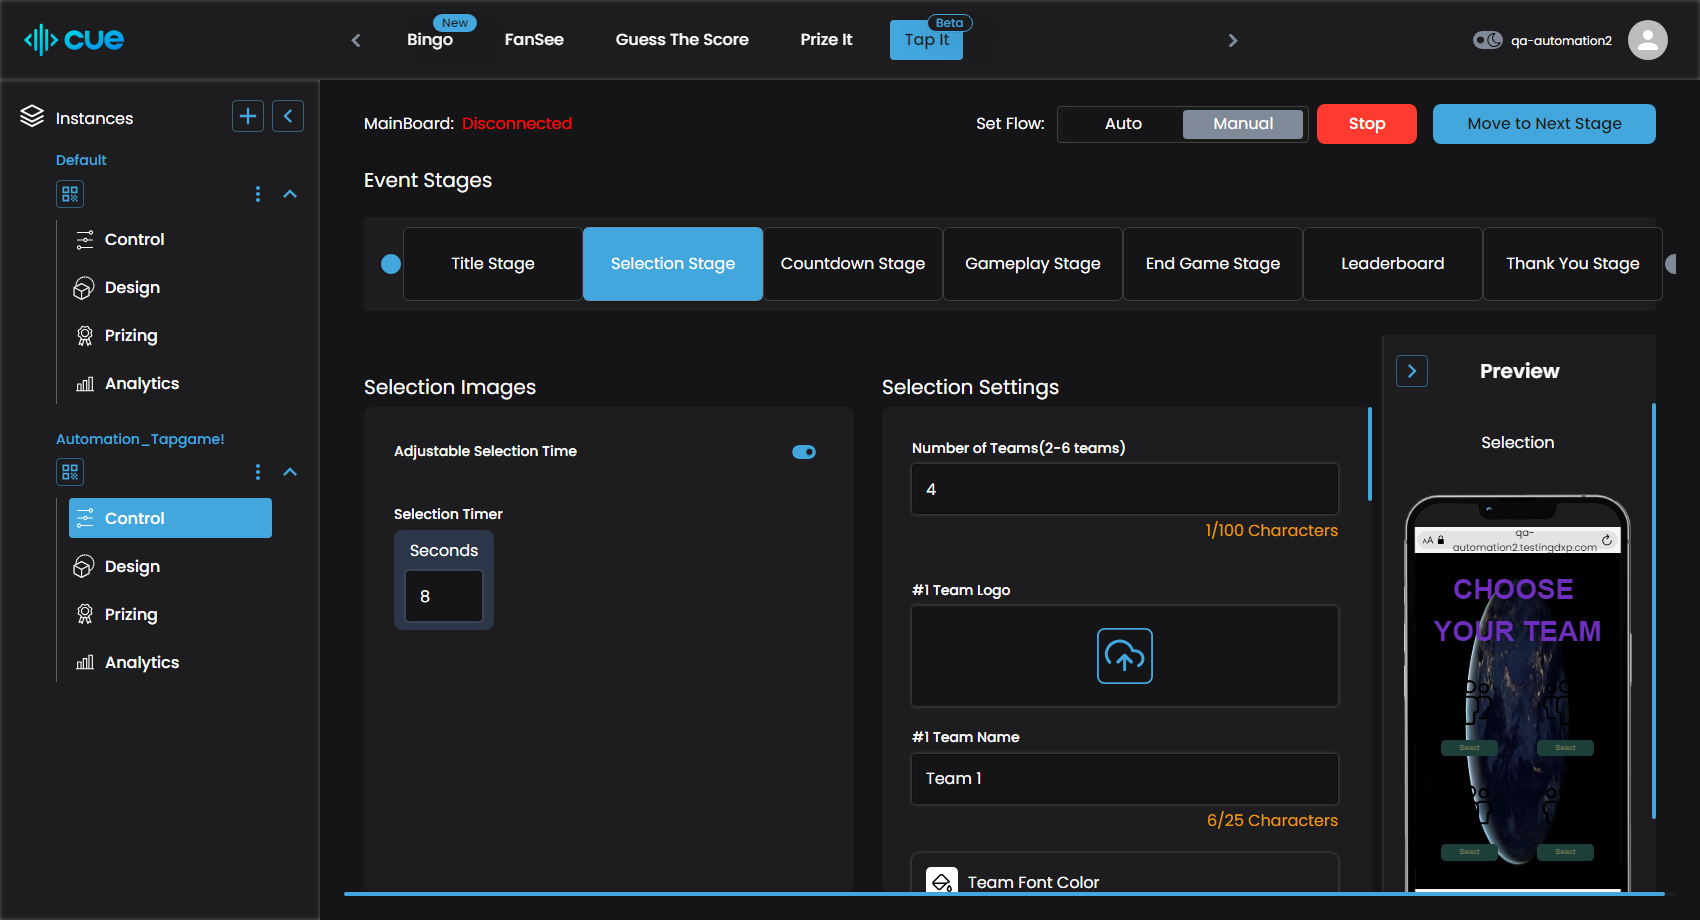 cue
New
Bingo
FanSee
Guess The Score
Prize It
Beta
Tap It
qa-automation2
Instances
Default
Control
Design
Prizing
Analytics
Automation_Tapgame!
Control
Design
Prizing
Analytics
MainBoard: Disconnected
Set Flow:
Auto
Manual
Stop
Move to Next Stage
Event Stages
Title Stage
Selection Stage
Countdown Stage
Gameplay Stage
End Game Stage
Leaderboard
Thank You Stage
Selection Images
Adjustable Selection Time
Selection Timer
Seconds
8
Selection Settings
Number of Teams(2-6 teams)
4
1/100 Characters
#1 Team Logo
#1 Team Name
Team 1
6/25 Characters
Team Font Color
Preview
Selection
AA
qa-
automation2.testingdxp.com
CHOOSE
YOUR TEAM
Select
Select
Select
Select